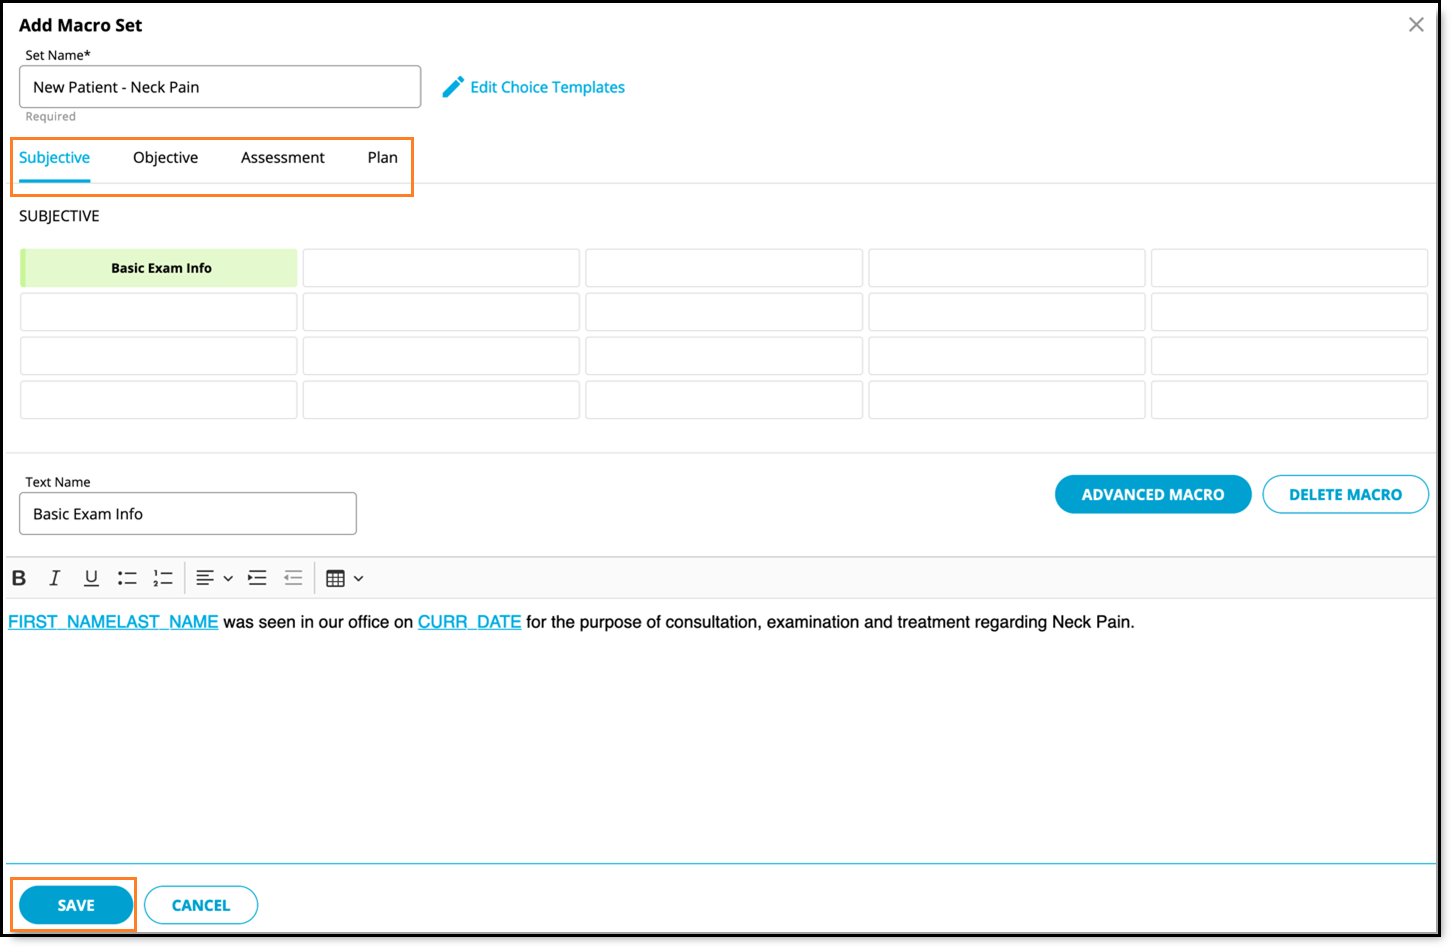 Add Macro Set
Set Name*
New Patient - Neck Pain
Edit Choice Templates
Required
Subjective Objective Assessment Plan
SUBJECTIVE
Basic Exam Info
Text Name
Basic Exam Info
ADVANCED MACRO DELETE MACRO
B I U
FIRST_NAMELAST_NAME was seen in our office on CURR_DATE for the purpose of consultation, examination and treatment regarding Neck Pain.
SAVE CANCEL